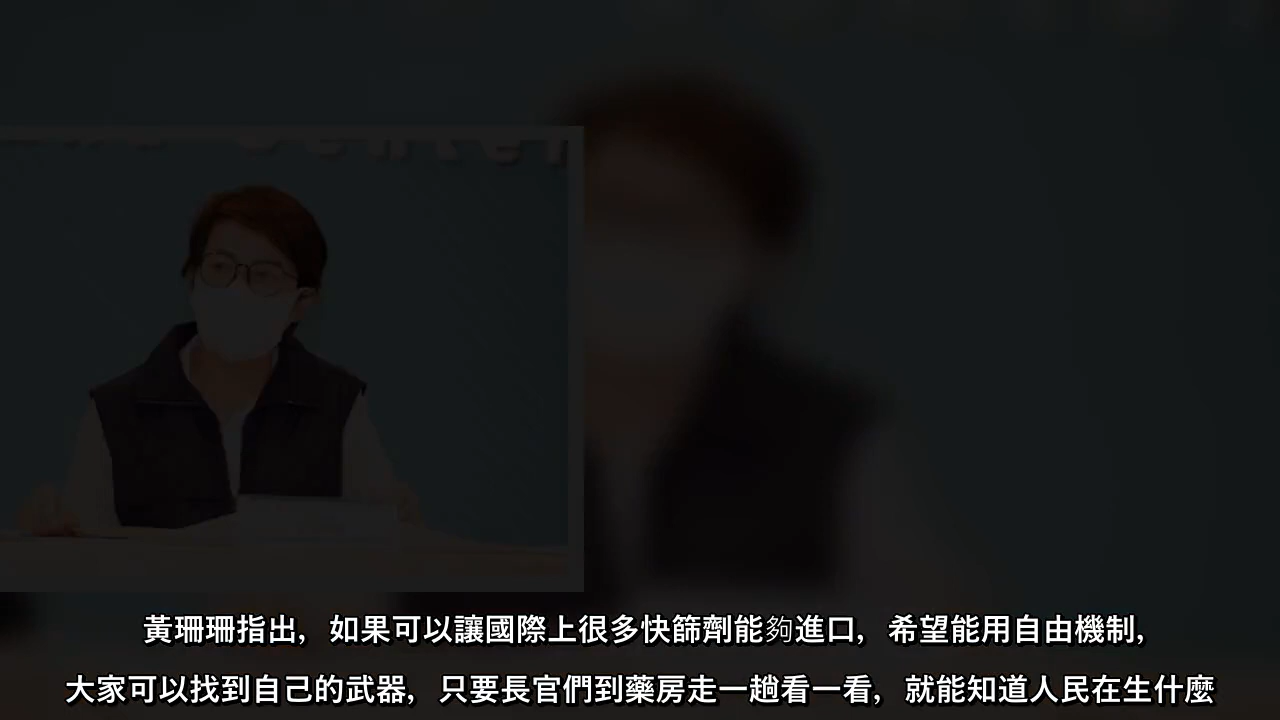 Center
黃珊珊指出，如果可以讓國際上很多快篩劑能夠進口，希望能用自由機制，
大家可以找到自己的武器，只要長官們到藥房走一趟看一看，就能知道人民在生什麼